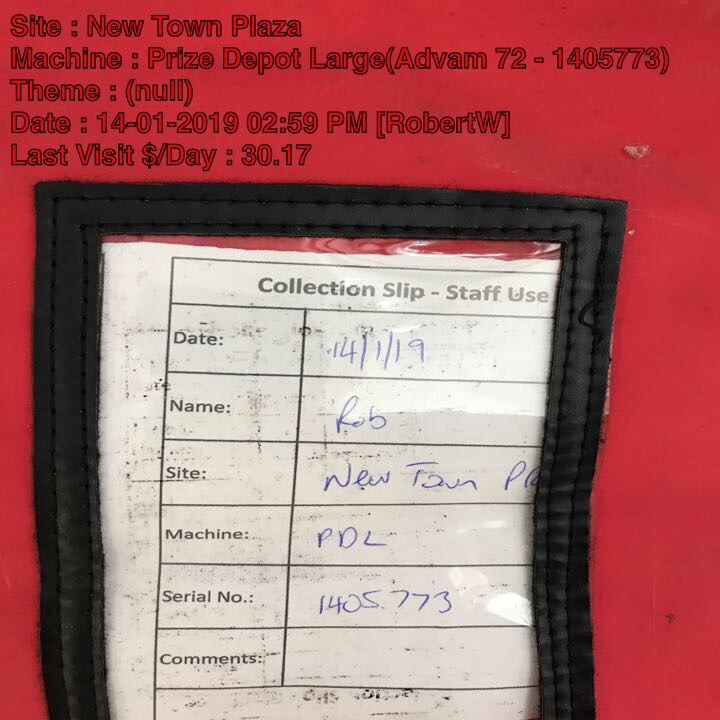 Site : New Town Plaza
Machine : Prize Depot Large(Advam 72 - 1405773)
Theme : (null)
Date : 14-01-2019 02:59 PM [RobertW]
Last Visit $/Day : 30.17
Collection Slip - Staff Use
Date: 14/1/19
Name: Rob
Site: New Town Pla
Machine: PDL
Serial No.: 1405773
Comments: